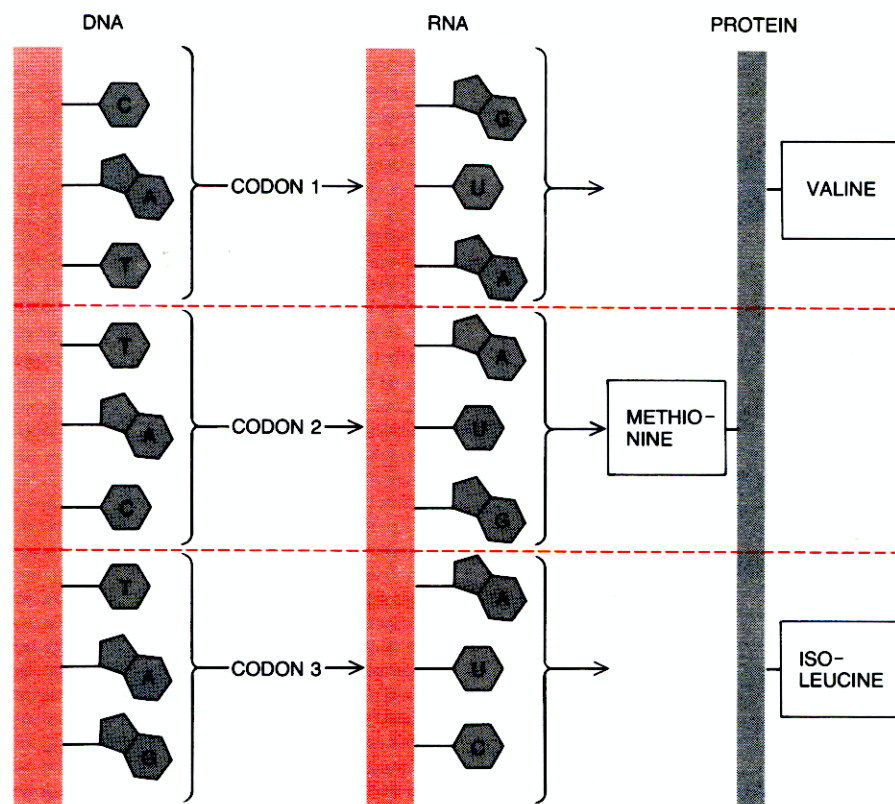 DNA
RNA
PROTEIN
C
A
T
CODON 1
G
U
A
VALINE
T
A
C
CODON 2
A
U
G
METHIO-
NINE
T
A
G
CODON 3
A
U
C
ISO-
LEUCINE